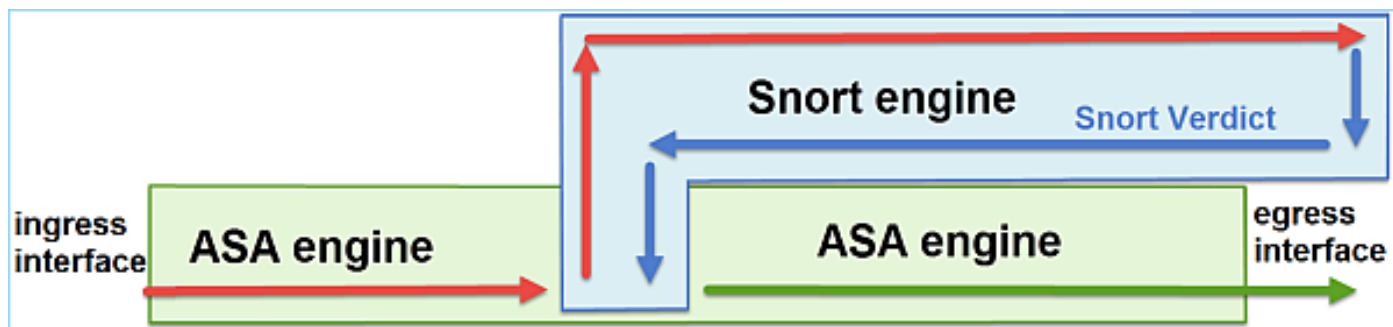 Snort engine
Snort Verdict
ingress
interface
ASA engine
ASA engine
egress
interface